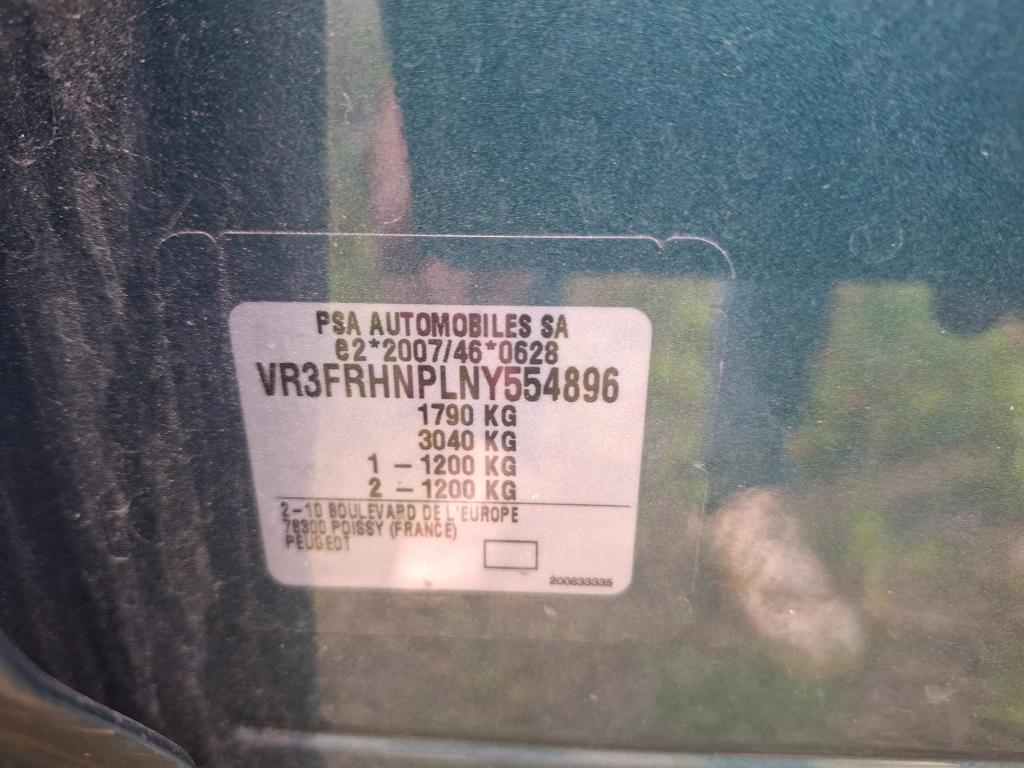 PSA AUTOMOBILES SA
e2*2007/46*0628
VR3FRHNPLNY554896
1790 KG
3040 KG
1 – 1200 KG
2 – 1200 KG
2–10 BOULEVARD DE L'EUROPE
78300 POISSY (FRANCE)
PEUGEOT
200633335